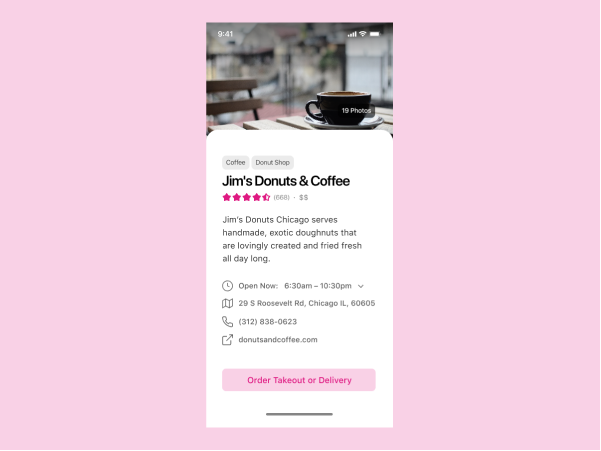 9:41
19 Photos
Coffee Donut Shop
Jim's Donuts & Coffee
(668) · $$
Jim's Donuts Chicago serves
handmade, exotic doughnuts that
are lovingly created and fried fresh
all day long.
Open Now: 6:30am – 10:30pm
29 S Roosevelt Rd, Chicago IL, 60605
(312) 838-0623
donutsandcoffee.com
Order Takeout or Delivery